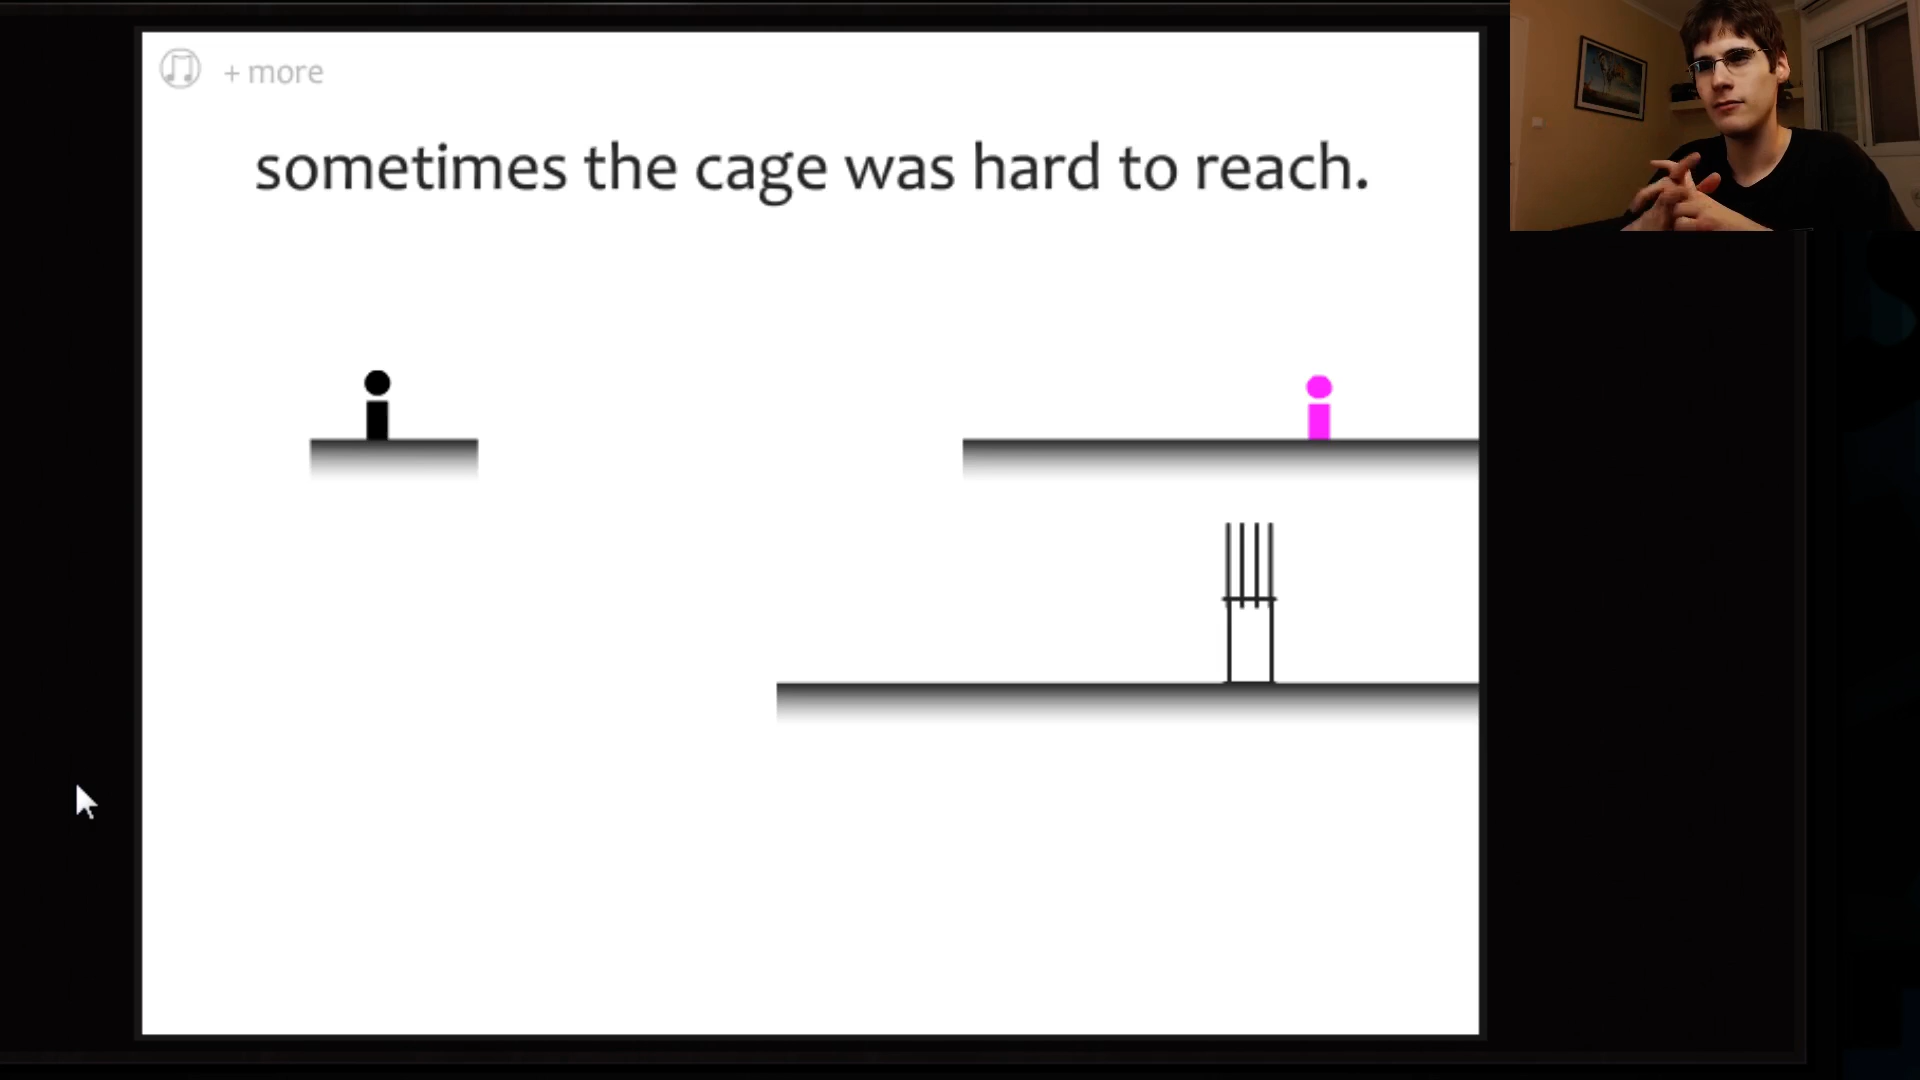 + more
sometimes the cage was hard to reach.